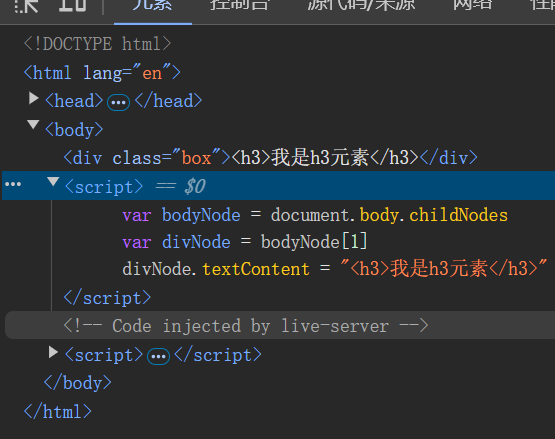 元素 控制台 源代码/来源 网络 性能
<!DOCTYPE html>
<html lang="en">
<head>…</head>
<body>
<div class="box"><h3>我是h3元素</h3></div>
<script> == $0
var bodyNode = document.body.childNodes
var divNode = bodyNode[1]
divNode.textContent = "<h3>我是h3元素</h3>"
</script>
<!-- Code injected by live-server -->
<script>…</script>
</body>
</html>